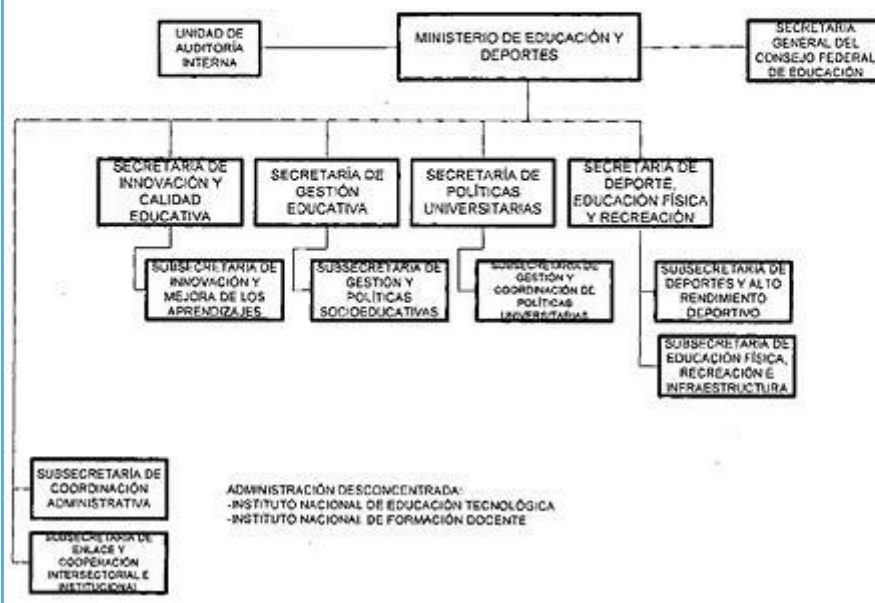 UNIDAD DE
AUDITORÍA
INTERNA
MINISTERIO DE EDUCACIÓN Y
DEPORTES
SECRETARIA
GENERAL DEL
CONSEJO FEDERAL
DE EDUCACIÓN
SECRETARIA DE
INNOVACIÓN Y
CALIDAD
EDUCATIVA
SECRETARÍA DE
GESTIÓN
EDUCATIVA
SECRETARÍA DE
POLÍTICAS
UNIVERSITARIAS
SECRETARIA DE
DEPORTE,
EDUCACIÓN FÍSICA
Y RECREACIÓN
SUBSECRETARIA DE
INNOVACIÓN Y
MEJORA DE LOS
APRENDIZAJES
SUBSECRETARIA DE
GESTIÓN Y
POLÍTICAS
SOCIOEDUCATIVAS
SUBSECRETARIA DE
GESTIÓN Y
COORDINACIÓN DE
POLÍTICAS
UNIVERSITARIAS
SUBSECRETARIA DE
DEPORTES Y ALTO
RENDIMIENTO
DEPORTIVO
SUBSECRETARIA DE
EDUCACIÓN FÍSICA,
RECREACIÓN E
INFRAESTRUCTURA
SUBSECRETARÍA DE
COORDINACIÓN
ADMINISTRATIVA
SUBSECRETARIA DE
ENLACE Y
COOPERACIÓN
INTERSECTORIAL E
INSTITUCIONAL
ADMINISTRACIÓN DESCONCENTRADA:
-INSTITUTO NACIONAL DE EDUCACIÓN TECNOLÓGICA
-INSTITUTO NACIONAL DE FORMACIÓN DOCENTE